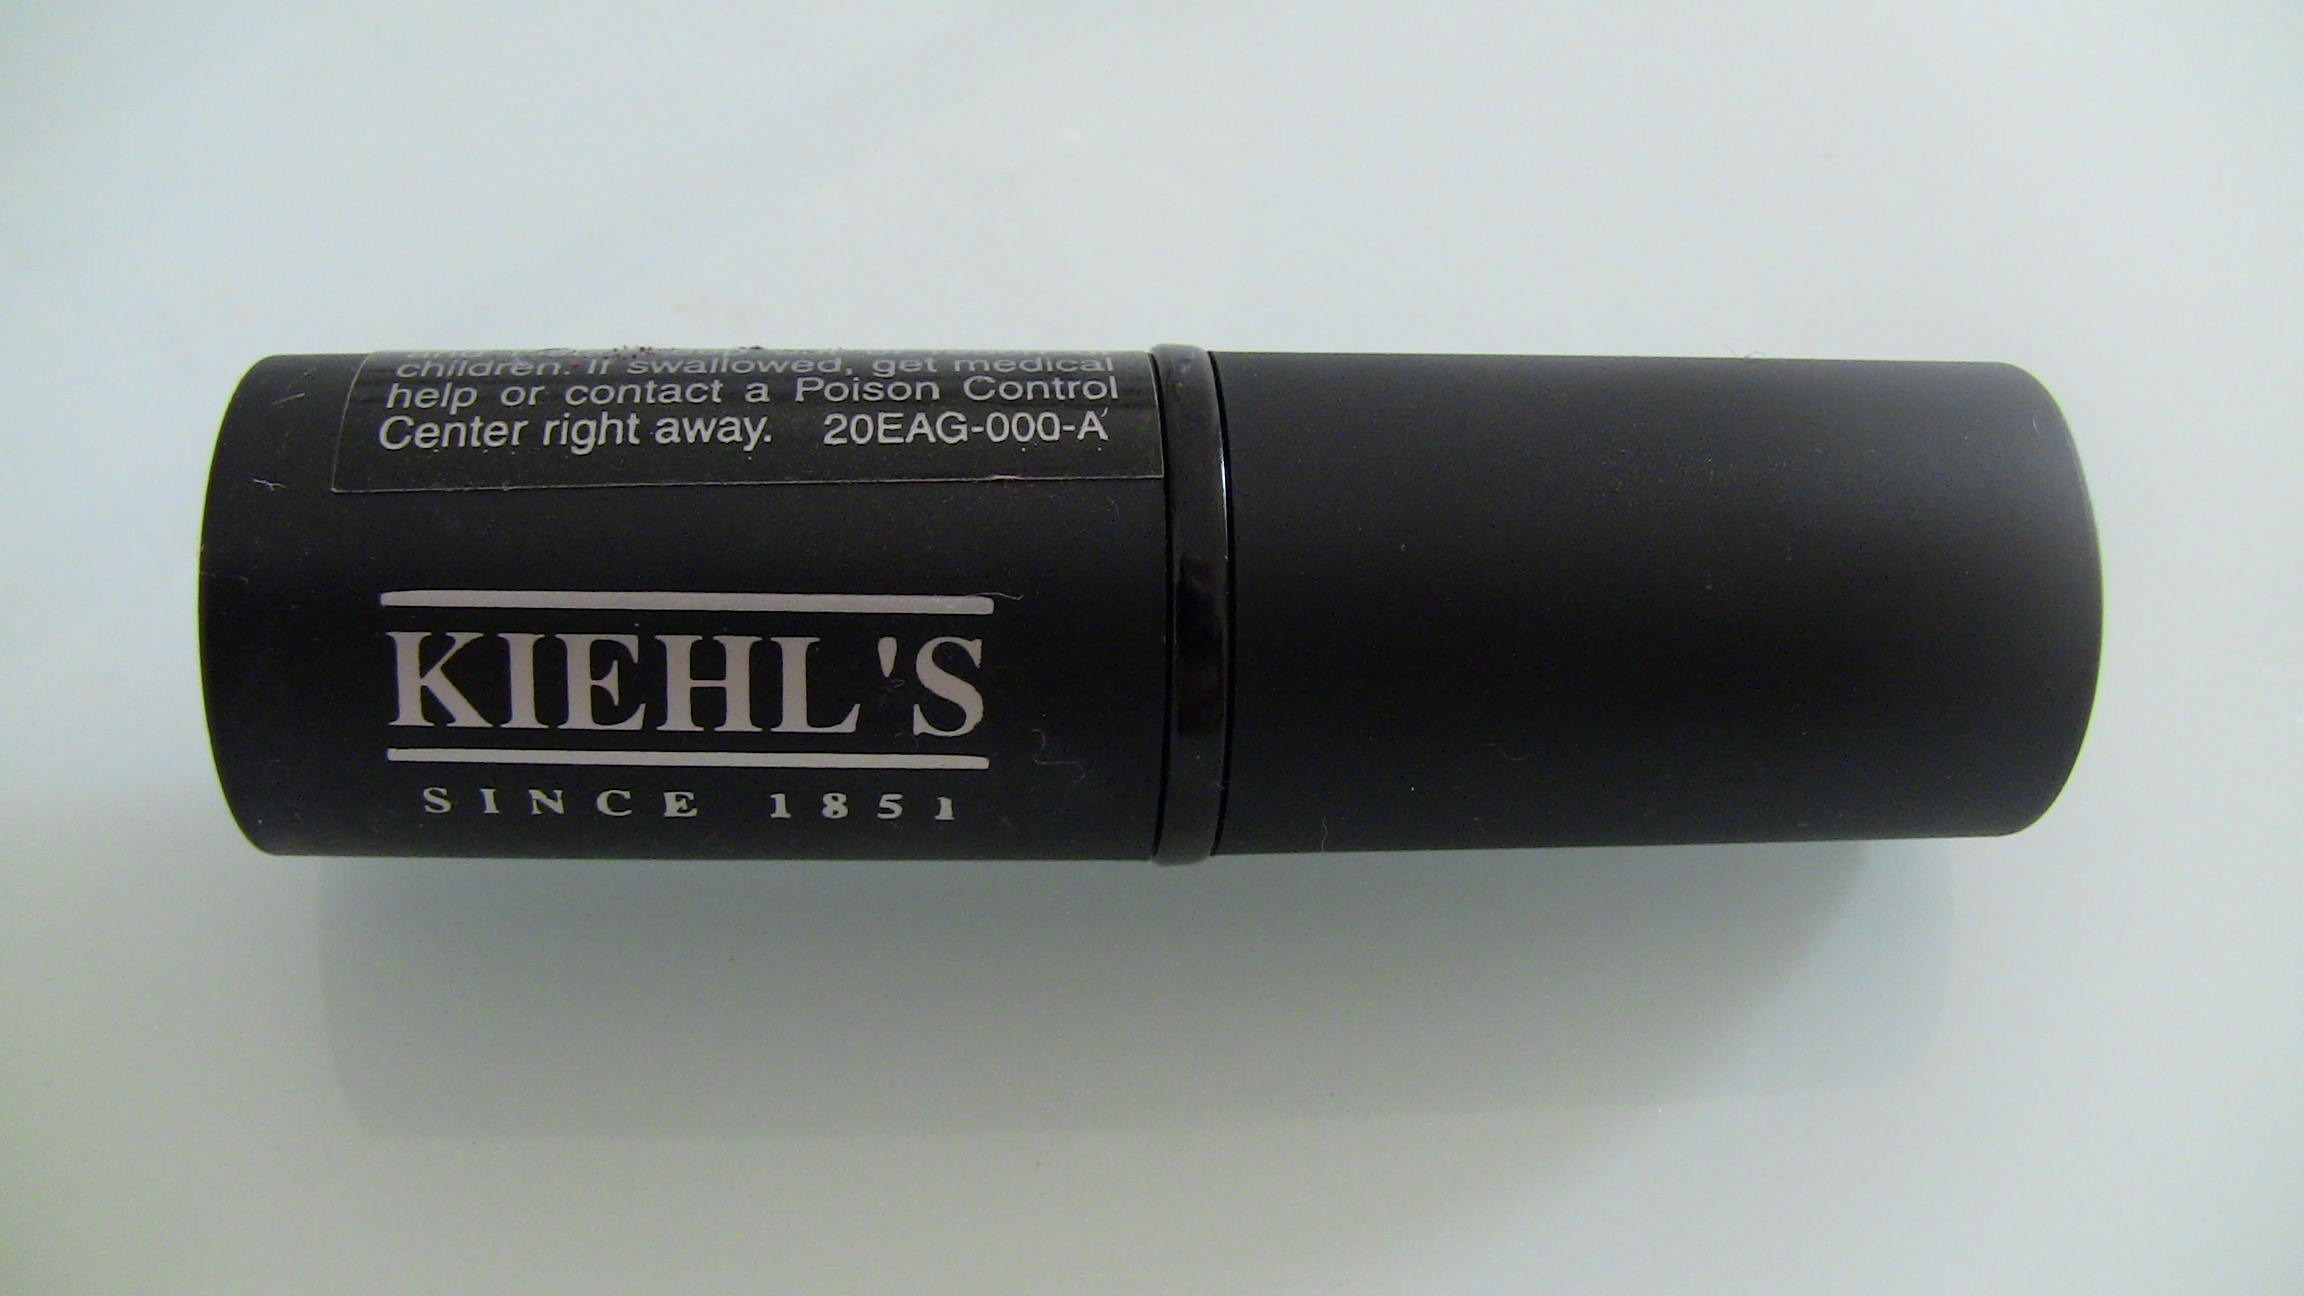 children. If swallowed, get medical
help or contact a Poison Control
Center right away. 20EAG-000-A
KIEHL'S
SINCE 1851